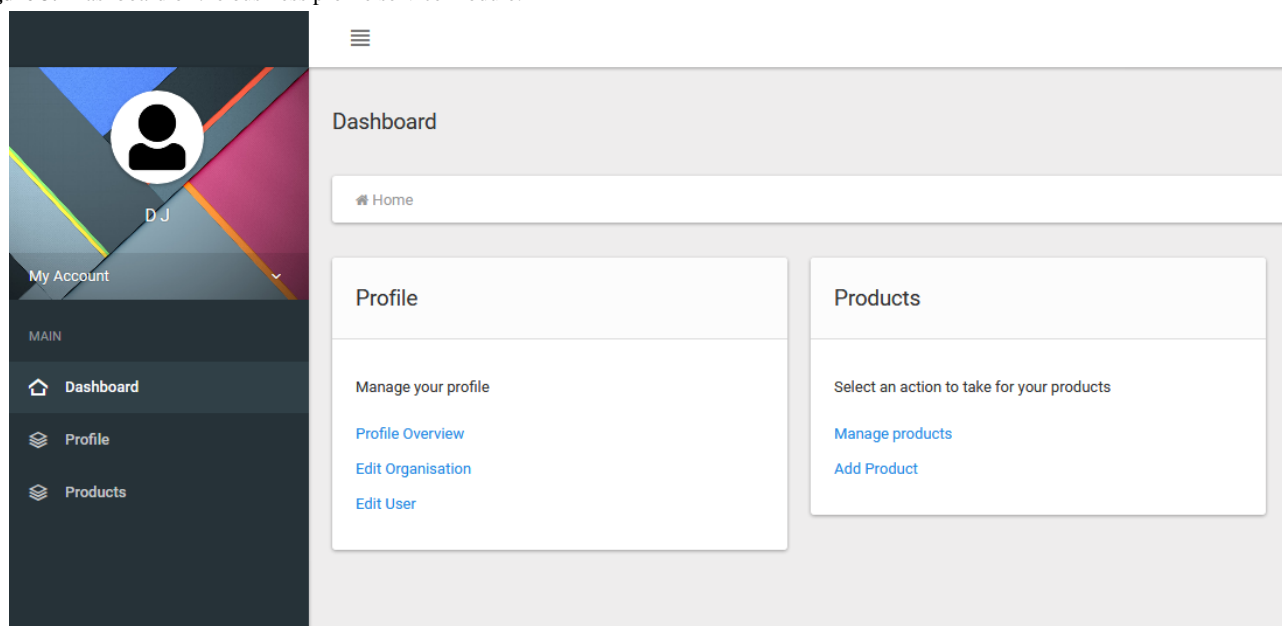 Dashboard
Home
D J
My Account
MAIN
Dashboard
Profile
Products
Profile
Manage your profile
Profile Overview
Edit Organisation
Edit User
Products
Select an action to take for your products
Manage products
Add Product